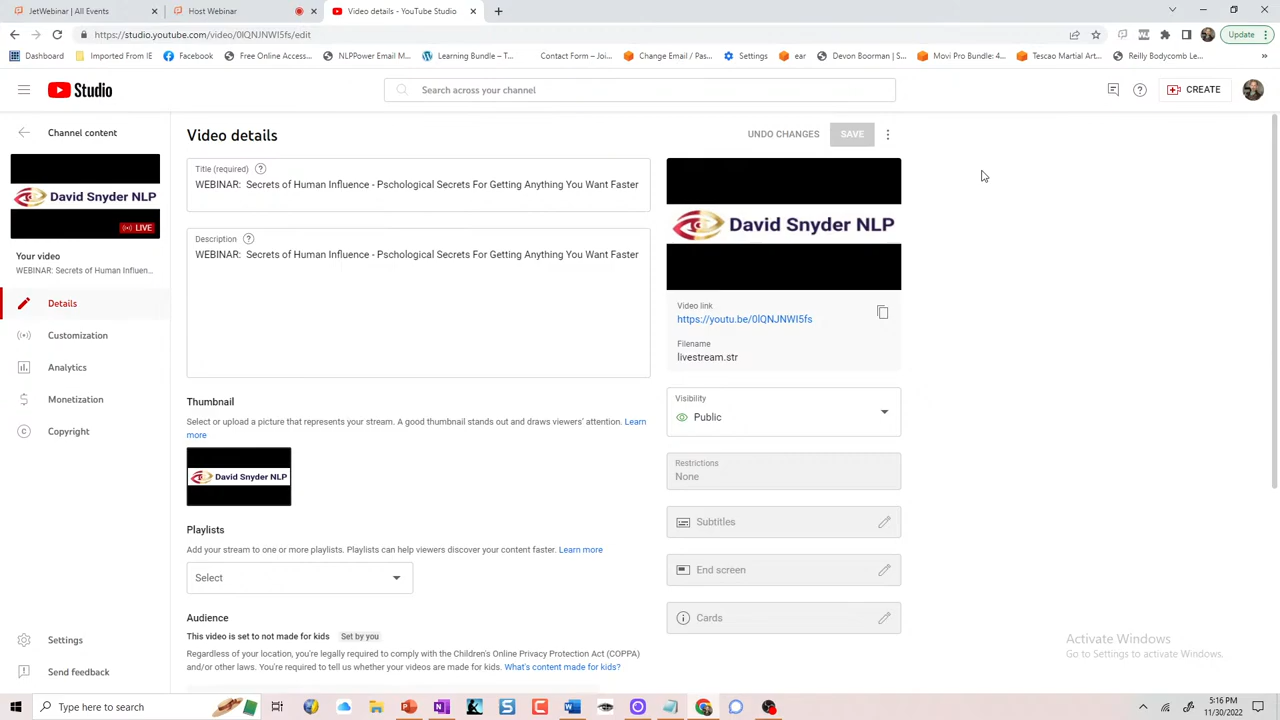 JetWebinar | All Events
Host Webinar
Video details - YouTube Studio
https://studio.youtube.com/video/0lQNJNWI5fs/edit
Update
Dashboard
Imported From IE
Facebook
Free Online Access...
NLPPower Email M...
Learning Bundle – T...
Contact Form – Joi...
Change Email / Pas...
Settings
ear
Devon Boorman | S...
Movi Pro Bundle: 4...
Tescao Martial Art...
Reilly Bodycomb Le...
Studio
Search across your channel
CREATE
Channel content
David Snyder NLP
LIVE
Your video
WEBINAR: Secrets of Human Influen...
Details
Customization
Analytics
Monetization
Copyright
Settings
Send feedback
Video details
UNDO CHANGES
SAVE
Title (required)
WEBINAR: Secrets of Human Influence - Pschological Secrets For Getting Anything You Want Faster
Description
WEBINAR: Secrets of Human Influence - Pschological Secrets For Getting Anything You Want Faster
Thumbnail
Select or upload a picture that represents your stream. A good thumbnail stands out and draws viewers' attention. Learn
more
David Snyder NLP
Playlists
Add your stream to one or more playlists. Playlists can help viewers discover your content faster. Learn more
Select
Audience
This video is set to not made for kids Set by you
Regardless of your location, you're legally required to comply with the Children's Online Privacy Protection Act (COPPA)
and/or other laws. You're required to tell us whether your videos are made for kids. What's content made for kids?
David Snyder NLP
Video link
https://youtu.be/0lQNJNWI5fs
Filename
livestream.str
Visibility
Public
Restrictions
None
Subtitles
End screen
Cards
Activate Windows
Go to Settings to activate Windows.
Type here to search
5:16 PM
11/30/2022